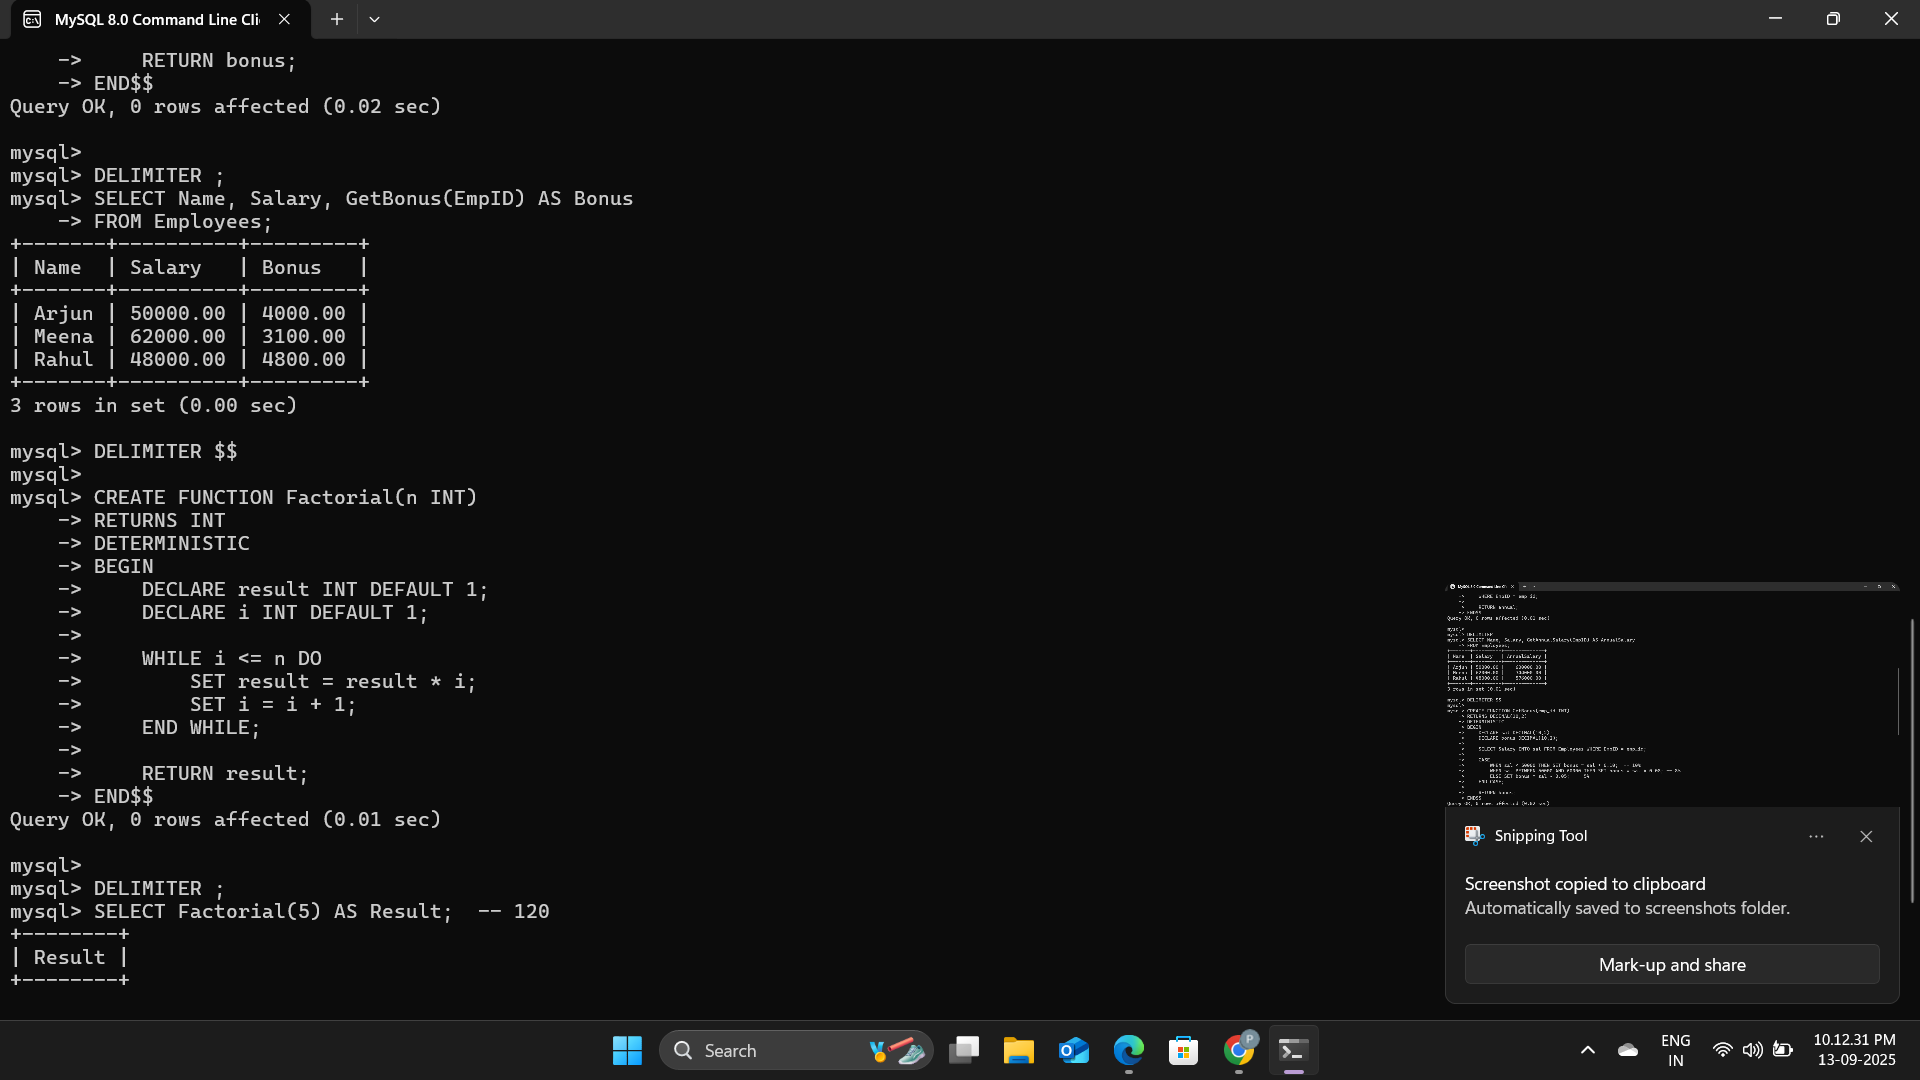 MySQL 8.0 Command Line Cli
    ->     RETURN bonus;
    -> END$$
Query OK, 0 rows affected (0.02 sec)
mysql>
mysql> DELIMITER ;
mysql> SELECT Name, Salary, GetBonus(EmpID) AS Bonus
    -> FROM Employees;
+-------+----------+---------+
| Name  | Salary   | Bonus   |
+-------+----------+---------+
| Arjun | 50000.00 | 4000.00 |
| Meena | 62000.00 | 3100.00 |
| Rahul | 48000.00 | 4800.00 |
+-------+----------+---------+
3 rows in set (0.00 sec)
mysql> DELIMITER $$
mysql>
mysql> CREATE FUNCTION Factorial(n INT)
    -> RETURNS INT
    -> DETERMINISTIC
    -> BEGIN
    ->     DECLARE result INT DEFAULT 1;
    ->     DECLARE i INT DEFAULT 1;
    ->
    ->     WHILE i <= n DO
    ->         SET result = result * i;
    ->         SET i = i + 1;
    ->     END WHILE;
    ->
    ->     RETURN result;
    -> END$$
Query OK, 0 rows affected (0.01 sec)
mysql>
mysql> DELIMITER ;
mysql> SELECT Factorial(5) AS Result;  -- 120
+--------+
| Result |
+--------+
Snipping Tool
Screenshot copied to clipboard
Automatically saved to screenshots folder.
Mark-up and share
Search
P
ENG
IN
10.12.31 PM
13-09-2025